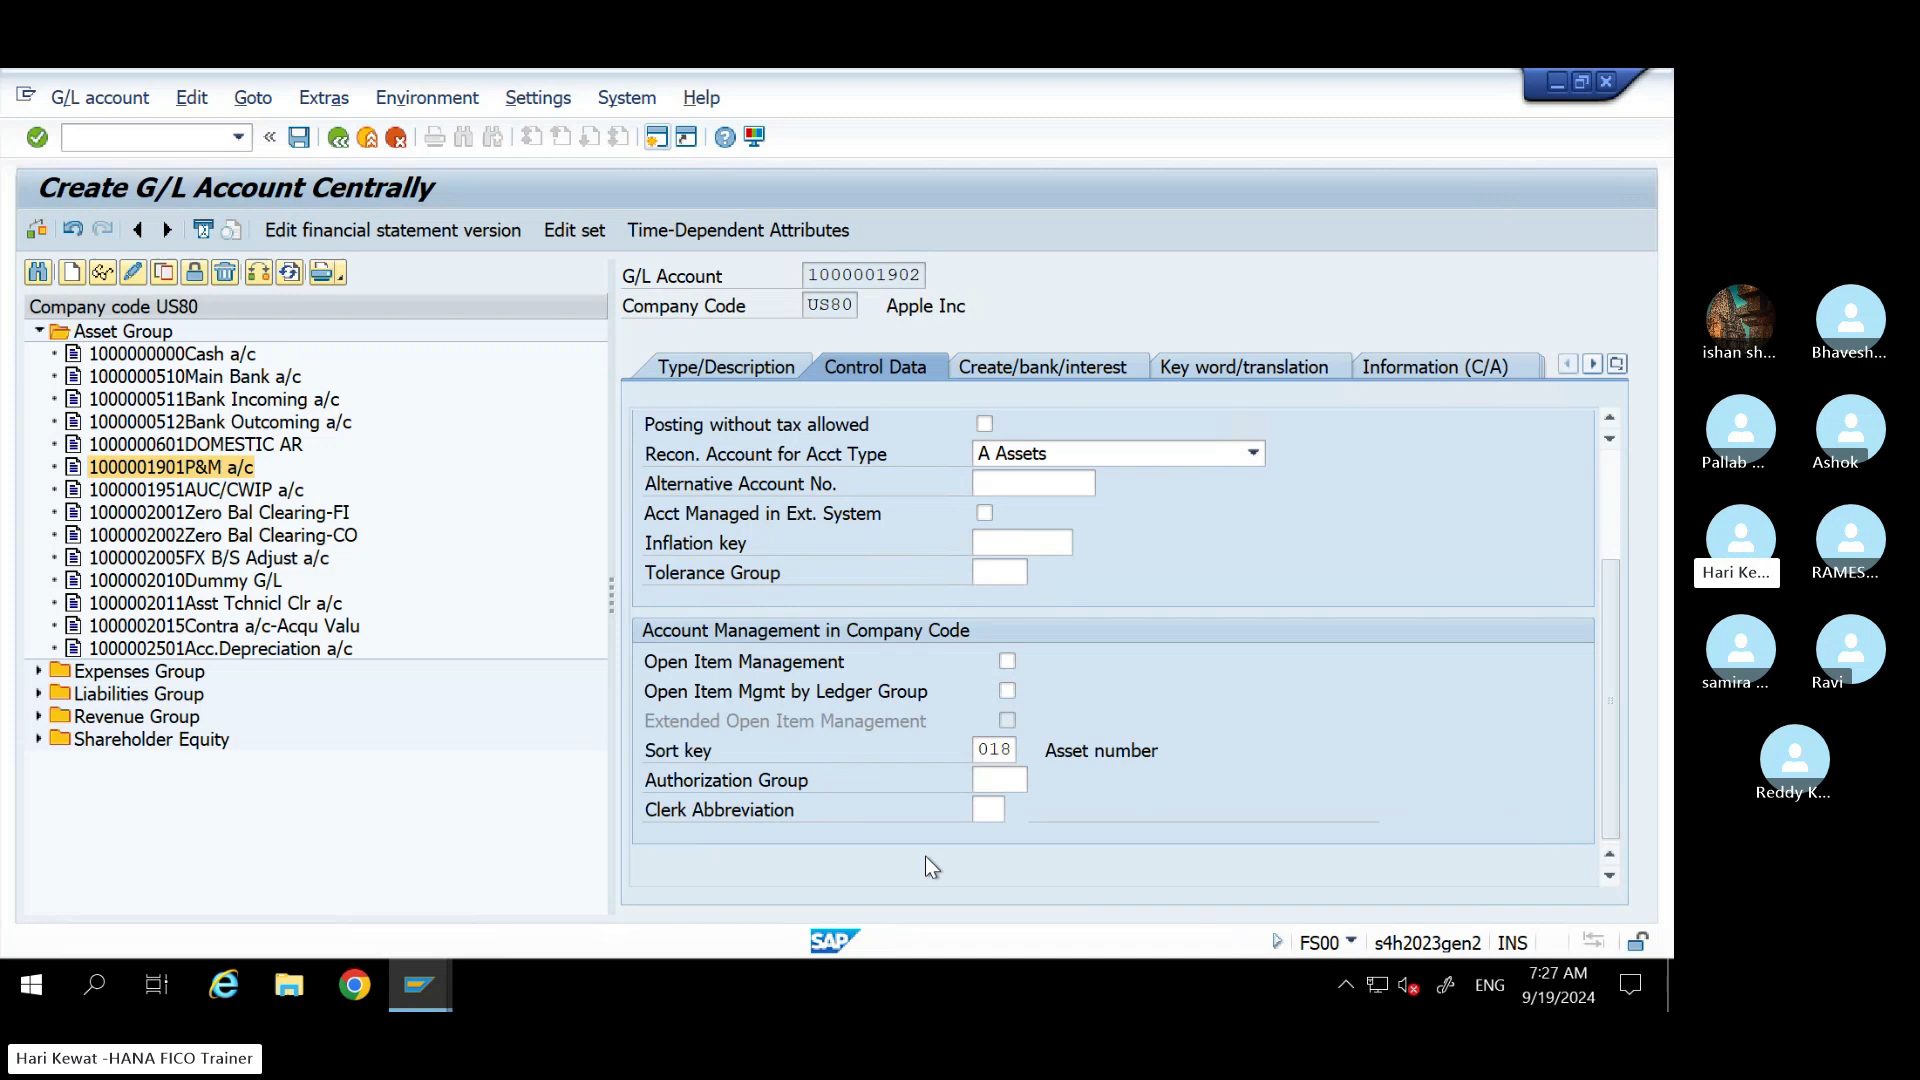 G/L account Edit Goto Extras Environment Settings System Help
Create G/L Account Centrally
Edit financial statement version Edit set Time-Dependent Attributes
Company code US80
Asset Group
1000000000Cash a/c
1000000510Main Bank a/c
1000000511Bank Incoming a/c
1000000512Bank Outcoming a/c
1000000601DOMESTIC AR
1000001901P&M a/c
1000001951AUC/CWIP a/c
1000002001Zero Bal Clearing-FI
1000002002Zero Bal Clearing-CO
1000002005FX B/S Adjust a/c
1000002010Dummy G/L
1000002011Asst Tchnicl Clr a/c
1000002015Contra a/c-Acqu Valu
1000002501Acc.Depreciation a/c
Expenses Group
Liabilities Group
Revenue Group
Shareholder Equity
G/L Account 1000001902
Company Code US80 Apple Inc
Type/Description Control Data Create/bank/interest Key word/translation Information (C/A)
Posting without tax allowed
Recon. Account for Acct Type A Assets
Alternative Account No.
Acct Managed in Ext. System
Inflation key
Tolerance Group
Account Management in Company Code
Open Item Management
Open Item Mgmt by Ledger Group
Extended Open Item Management
Sort key 018 Asset number
Authorization Group
Clerk Abbreviation
SAP
FS00 s4h2023gen2 INS
ENG
7:27 AM
9/19/2024
ishan sh... Bhavesh...
Pallab ... Ashok
Hari Ke... RAMES...
samira ... Ravi
Reddy K...
Hari Kewat -HANA FICO Trainer